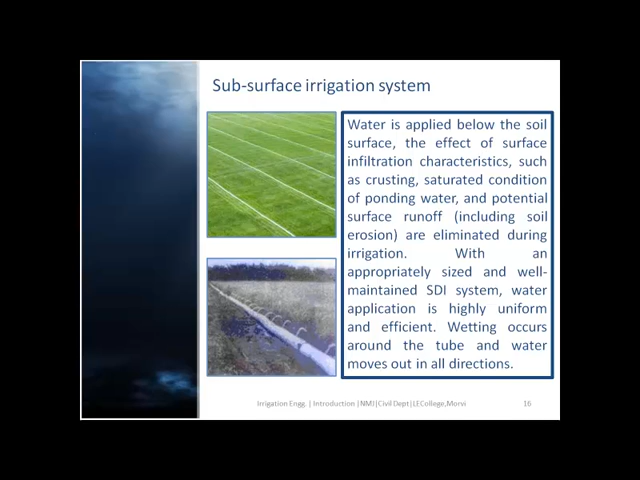 Sub-surface irrigation system
Water is applied below the soil
surface, the effect of surface
infiltration characteristics, such
as crusting, saturated condition
of ponding water, and potential
surface runoff (including soil
erosion) are eliminated during
irrigation. With an
appropriately sized and well-
maintained SDI system, water
application is highly uniform
and efficient. Wetting occurs
around the tube and water
moves out in all directions.
Irrigation Engg. | Introduction |NMJ|Civil Dept|LECollege,Morvi
16